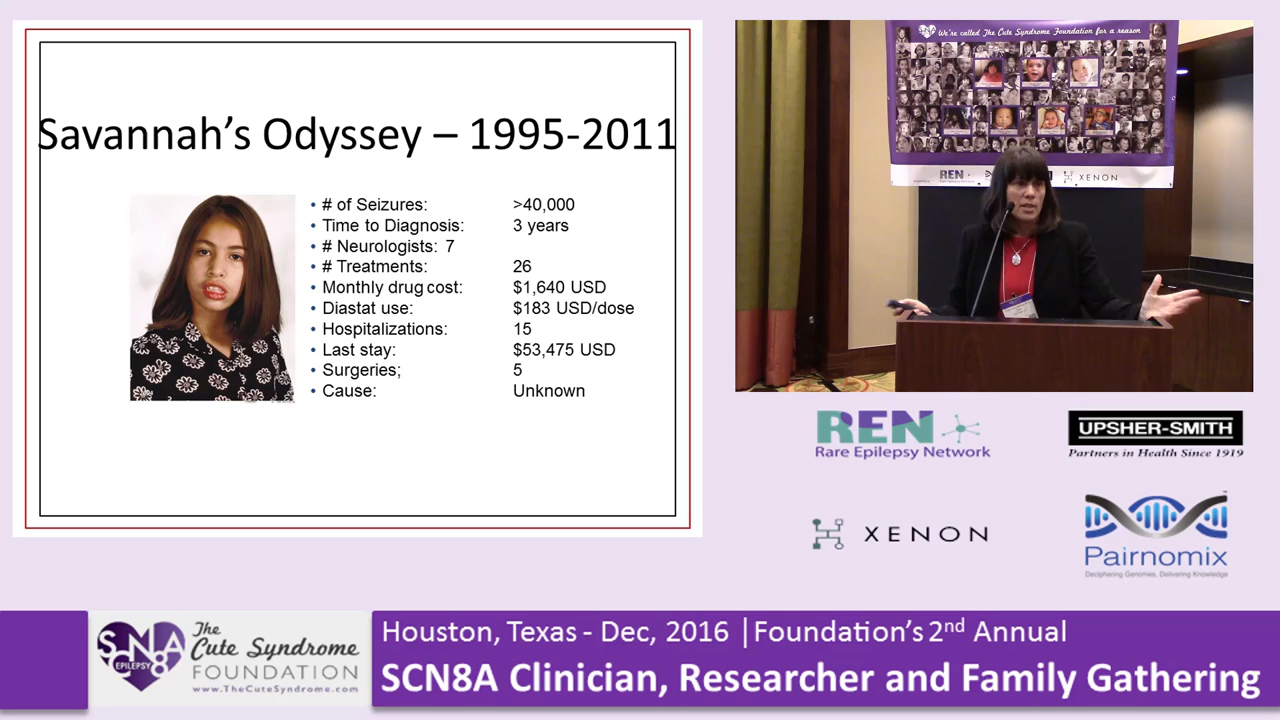 Savannah's Odyssey – 1995-2011
• # of Seizures: >40,000
• Time to Diagnosis: 3 years
• # Neurologists: 7
• # Treatments: 26
• Monthly drug cost: $1,640 USD
• Diastat use: $183 USD/dose
• Hospitalizations: 15
• Last stay: $53,475 USD
• Surgeries; 5
• Cause: Unknown
We're called The Cute Syndrome Foundation for a reason
REN
XENON
REN
Rare Epilepsy Network
UPSHER-SMITH
Partners in Health Since 1919
XENON
Pairnomix
Deciphering Genomes, Delivering Knowledge
SCN8A
EPILEPSY
The
Cute Syndrome
FOUNDATION
www.TheCuteSyndrome.com
Houston, Texas - Dec, 2016 | Foundation's 2nd Annual
SCN8A Clinician, Researcher and Family Gathering